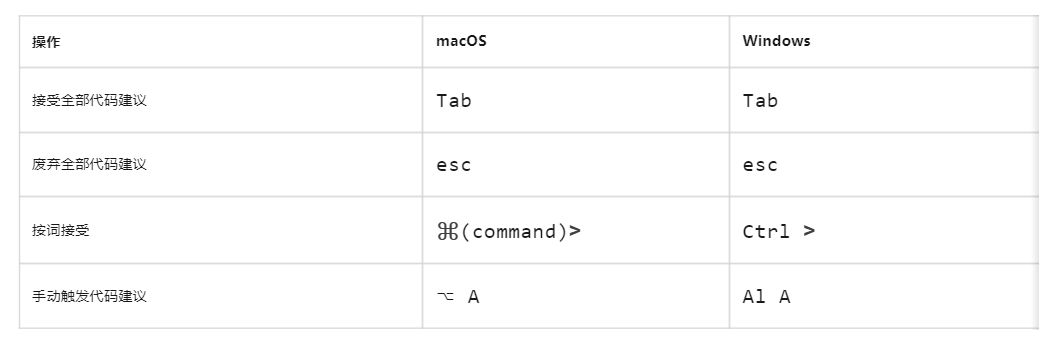 操作 macOS Windows
接受全部代码建议 Tab Tab
废弃全部代码建议 esc esc
按词接受 ⌘(command)> Ctrl >
手动触发代码建议 ⌥ A Al A